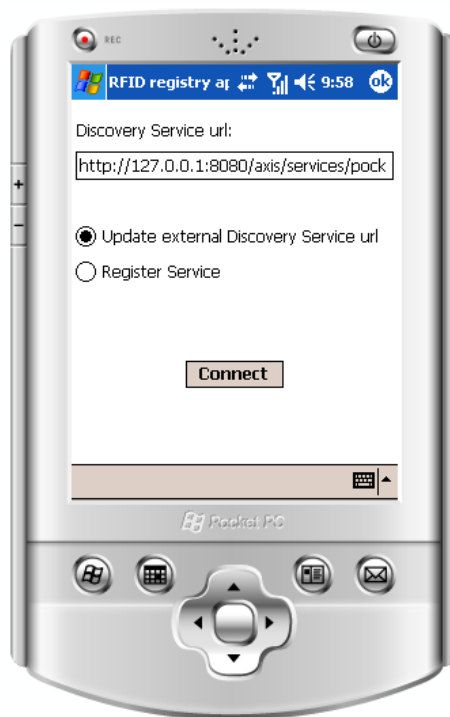 REC
RFID registry ap 9:58 ok
Discovery Service url:
http://127.0.0.1:8080/axis/services/pock
Update external Discovery Service url
Register Service
Connect
Pocket PC
+
−